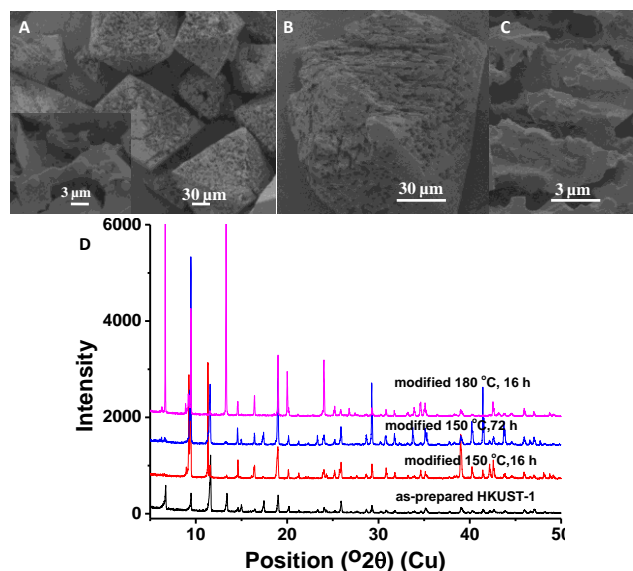 A
B
C
3 μm
30 μm
30 μm
3 μm
D
6000
4000
2000
0
Intensity
modified 180 °C, 16 h
modified 150 °C,72 h
modified 150 °C,16 h
as-prepared HKUST-1
10
20
30
40
50
Position (º2θ) (Cu)